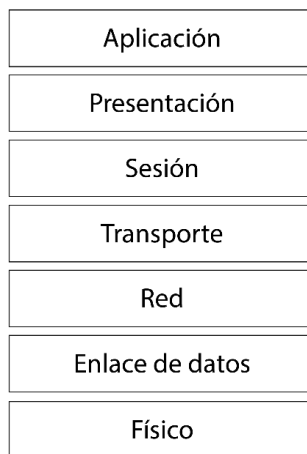 Aplicación
Presentación
Sesión
Transporte
Red
Enlace de datos
Físico